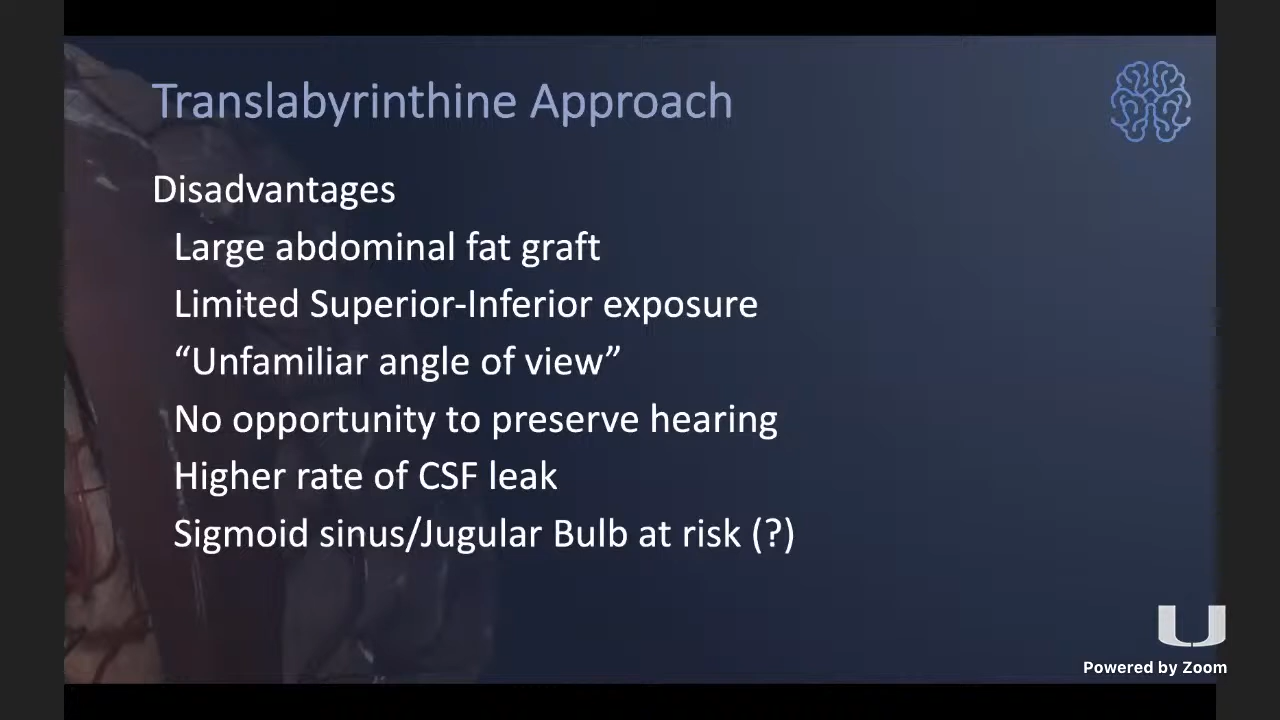 Translabyrinthine Approach
Disadvantages
Large abdominal fat graft
Limited Superior-Inferior exposure
“Unfamiliar angle of view”
No opportunity to preserve hearing
Higher rate of CSF leak
Sigmoid sinus/Jugular Bulb at risk (?)
U
Powered by Zoom